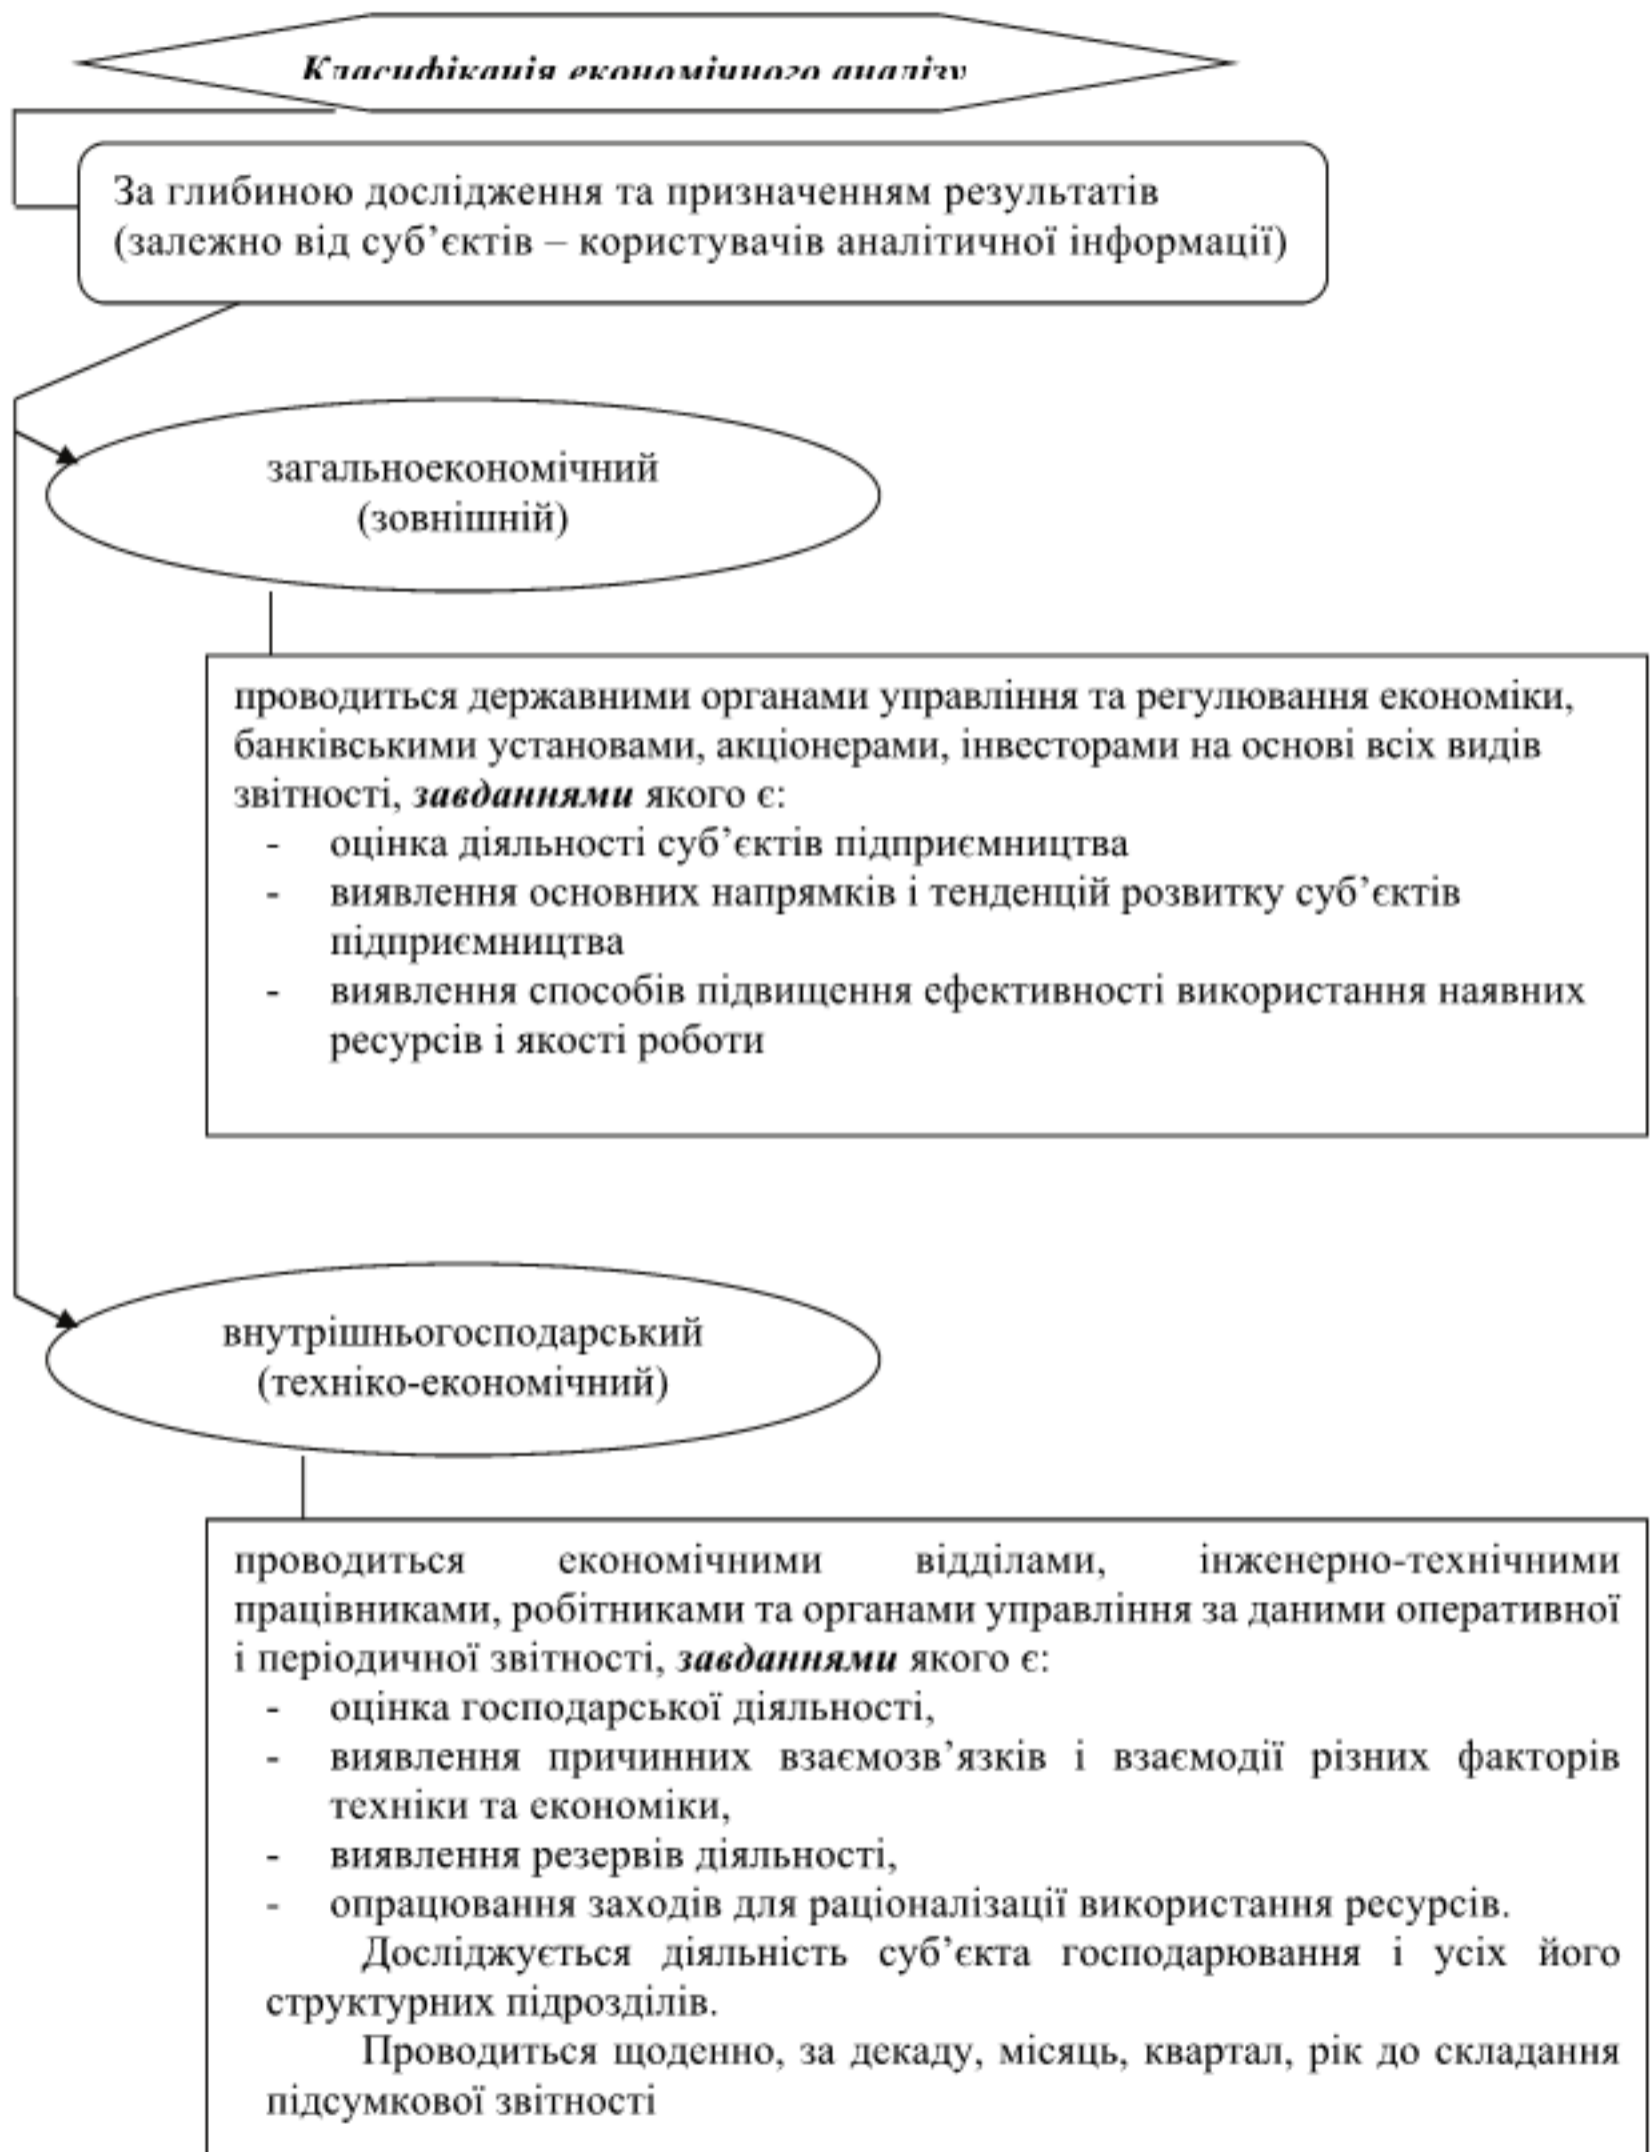 Класифікація економічного аналізу
За глибиною дослідження та призначенням результатів
(залежно від суб’єктів – користувачів аналітичної інформації)
загальноекономічний
(зовнішній)
проводиться державними органами управління та регулювання економіки,
банківськими установами, акціонерами, інвесторами на основі всіх видів
звітності, завданнями якого є:
- оцінка діяльності суб’єктів підприємництва
- виявлення основних напрямків і тенденцій розвитку суб’єктів
підприємництва
- виявлення способів підвищення ефективності використання наявних
ресурсів і якості роботи
внутрішньогосподарський
(техніко-економічний)
проводиться економічними відділами, інженерно-технічними
працівниками, робітниками та органами управління за даними оперативної
і періодичної звітності, завданнями якого є:
- оцінка господарської діяльності,
- виявлення причинних взаємозв’язків і взаємодії різних факторів
техніки та економіки,
- виявлення резервів діяльності,
- опрацювання заходів для раціоналізації використання ресурсів.
Досліджується діяльність суб’єкта господарювання і усіх його
структурних підрозділів.
Проводиться щоденно, за декаду, місяць, квартал, рік до складання
підсумкової звітності